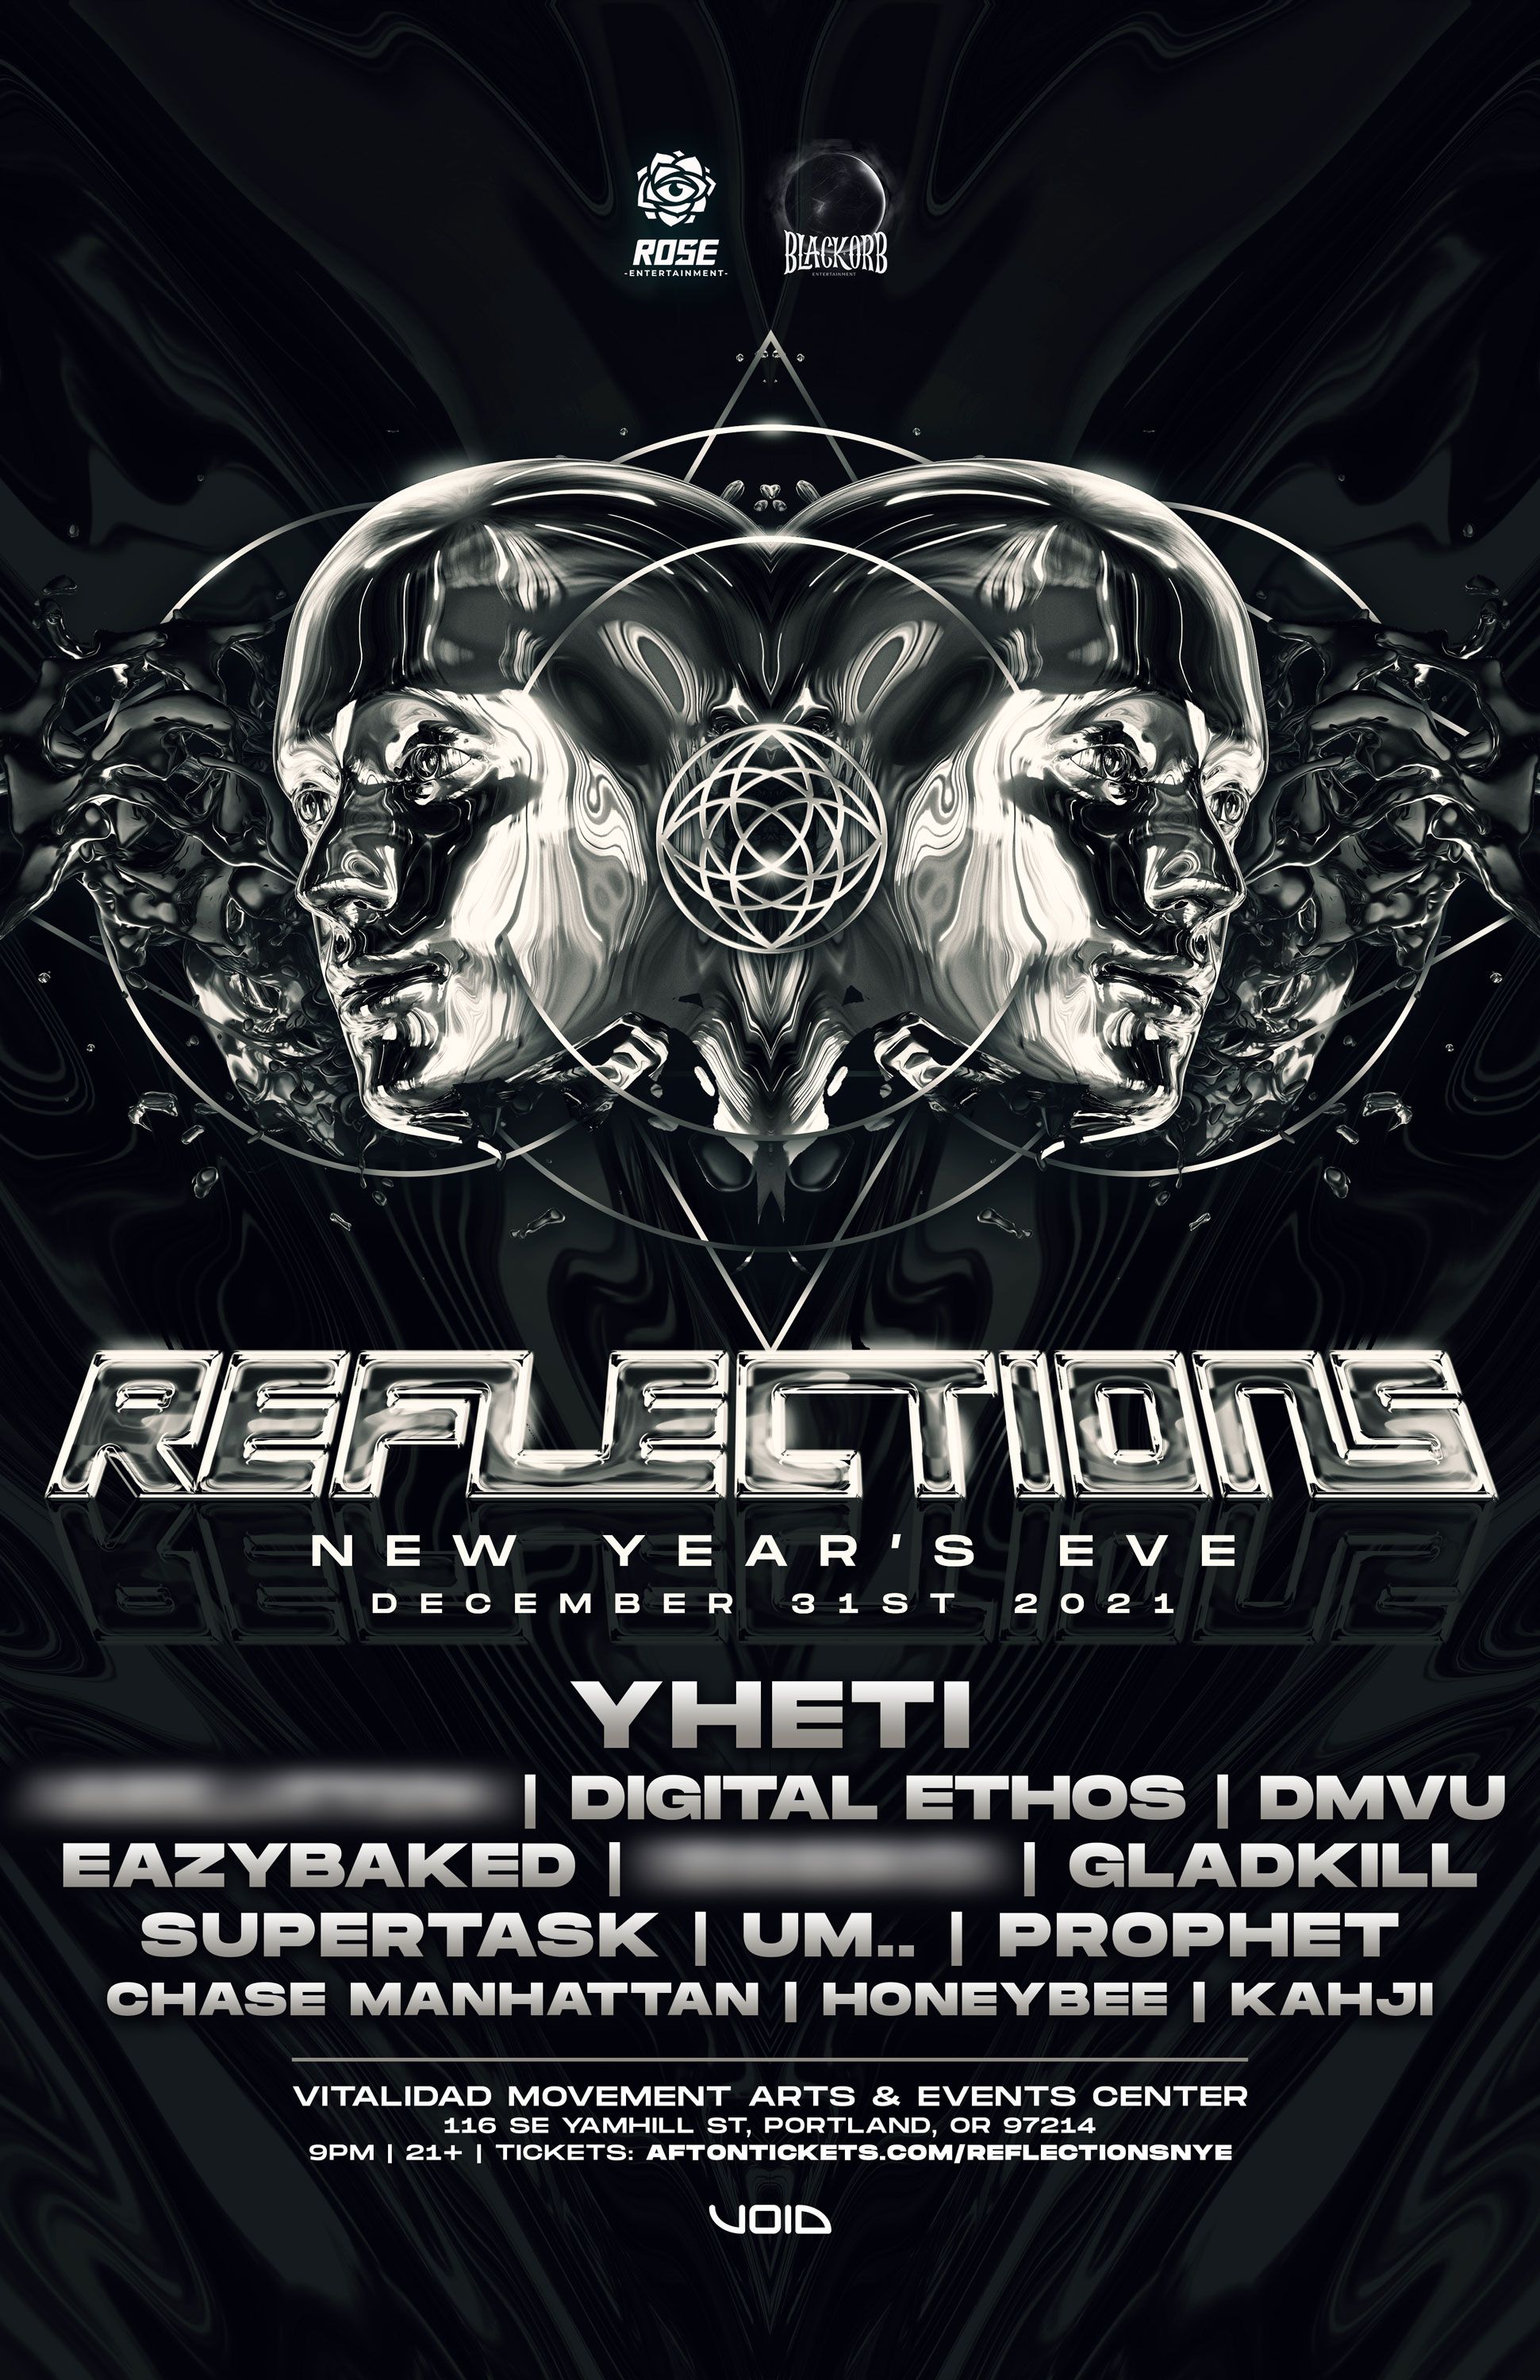 ROSE
-ENTERTAINMENT-
BLACKORB
ENTERTAINMENT
REFLECTIONS
NEW YEAR'S EVE
DECEMBER 31ST 2021
YHETI
| DIGITAL ETHOS | DMVU
EAZYBAKED | | GLADKILL
SUPERTASK | UM.. | PROPHET
CHASE MANHATTAN | HONEYBEE | KAHJI
VITALIDAD MOVEMENT ARTS & EVENTS CENTER
116 SE YAMHILL ST, PORTLAND, OR 97214
9PM | 21+ | TICKETS: AFTONTICKETS.COM/REFLECTIONSNYE
VOID